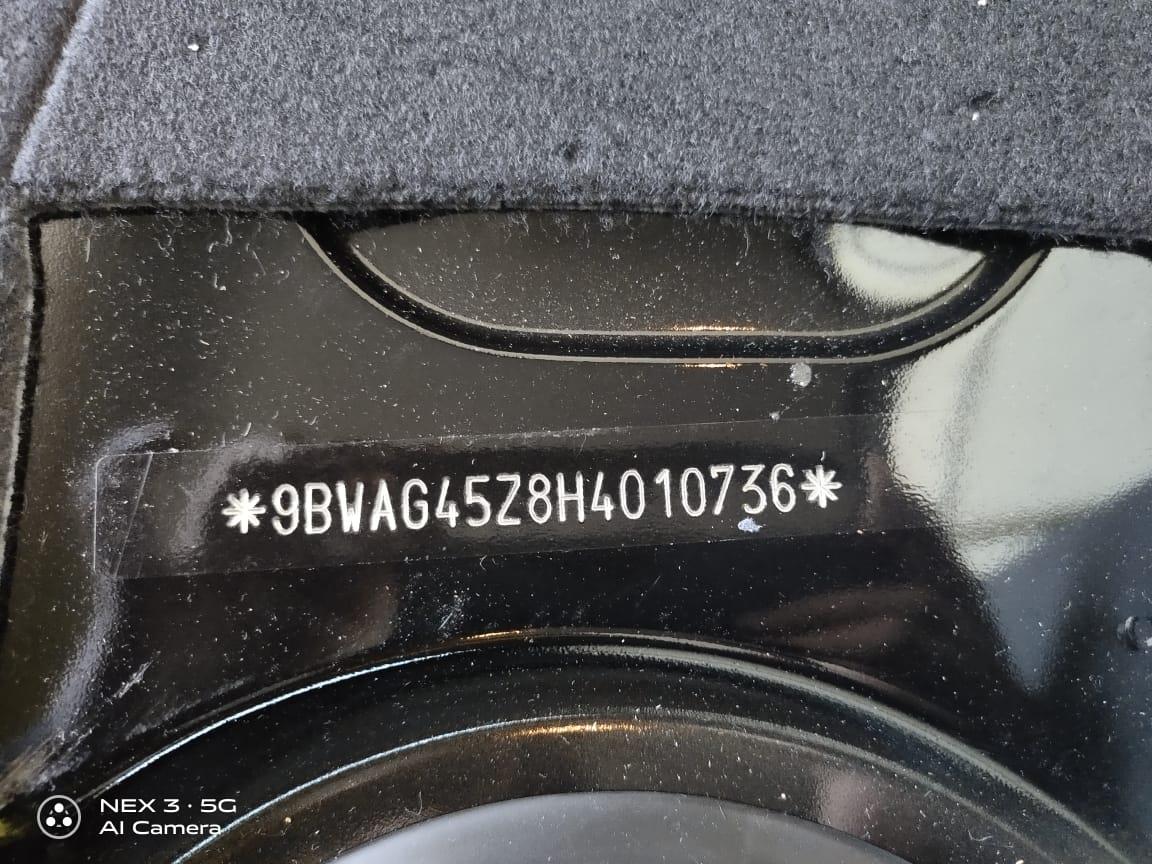 *9BWAG45Z8H4010736*
NEX 3 · 5G
AI Camera